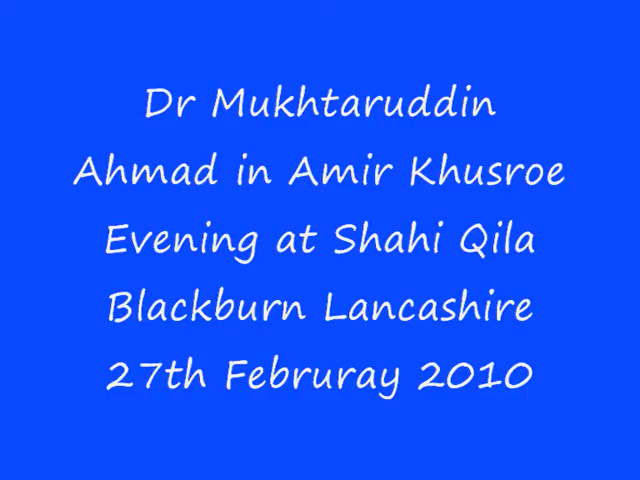 Dr Mukhtaruddin
Ahmad in Amir Khusroe
Evening at Shahi Qila
Blackburn Lancashire
27th Februray 2010